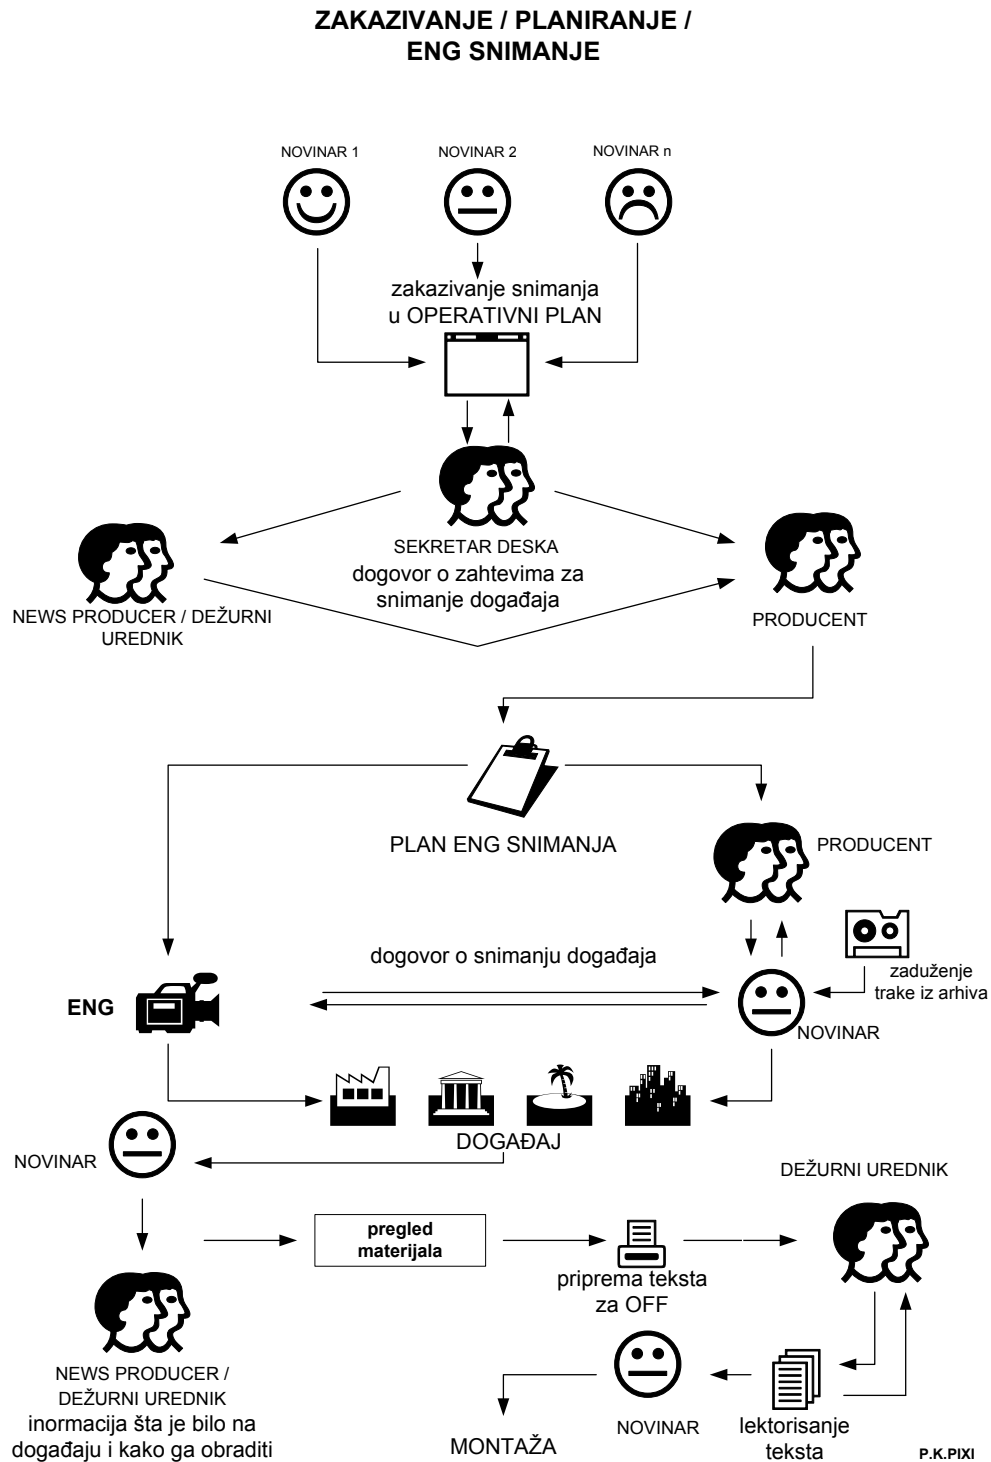 ZAKAZIVANJE / PLANIRANJE /
ENG SNIMANJE
NOVINAR 1
NOVINAR 2
NOVINAR n
zakazivanje snimanja
u OPERATIVNI PLAN
SEKRETAR DESKA
dogovor o zahtevima za
snimanje događaja
NEWS PRODUCER / DEŽURNI
UREDNIK
PRODUCENT
PLAN ENG SNIMANJA
PRODUCENT
dogovor o snimanju događaja
zaduženje
trake iz arhiva
ENG
NOVINAR
DOGAĐAJ
NOVINAR
DEŽURNI UREDNIK
pregled
materijala
priprema teksta
za OFF
NEWS PRODUCER /
DEŽURNI UREDNIK
inormacija šta je bilo na
događaju i kako ga obraditi
MONTAŽA
NOVINAR
lektorisanje
teksta
P.K.PIXI